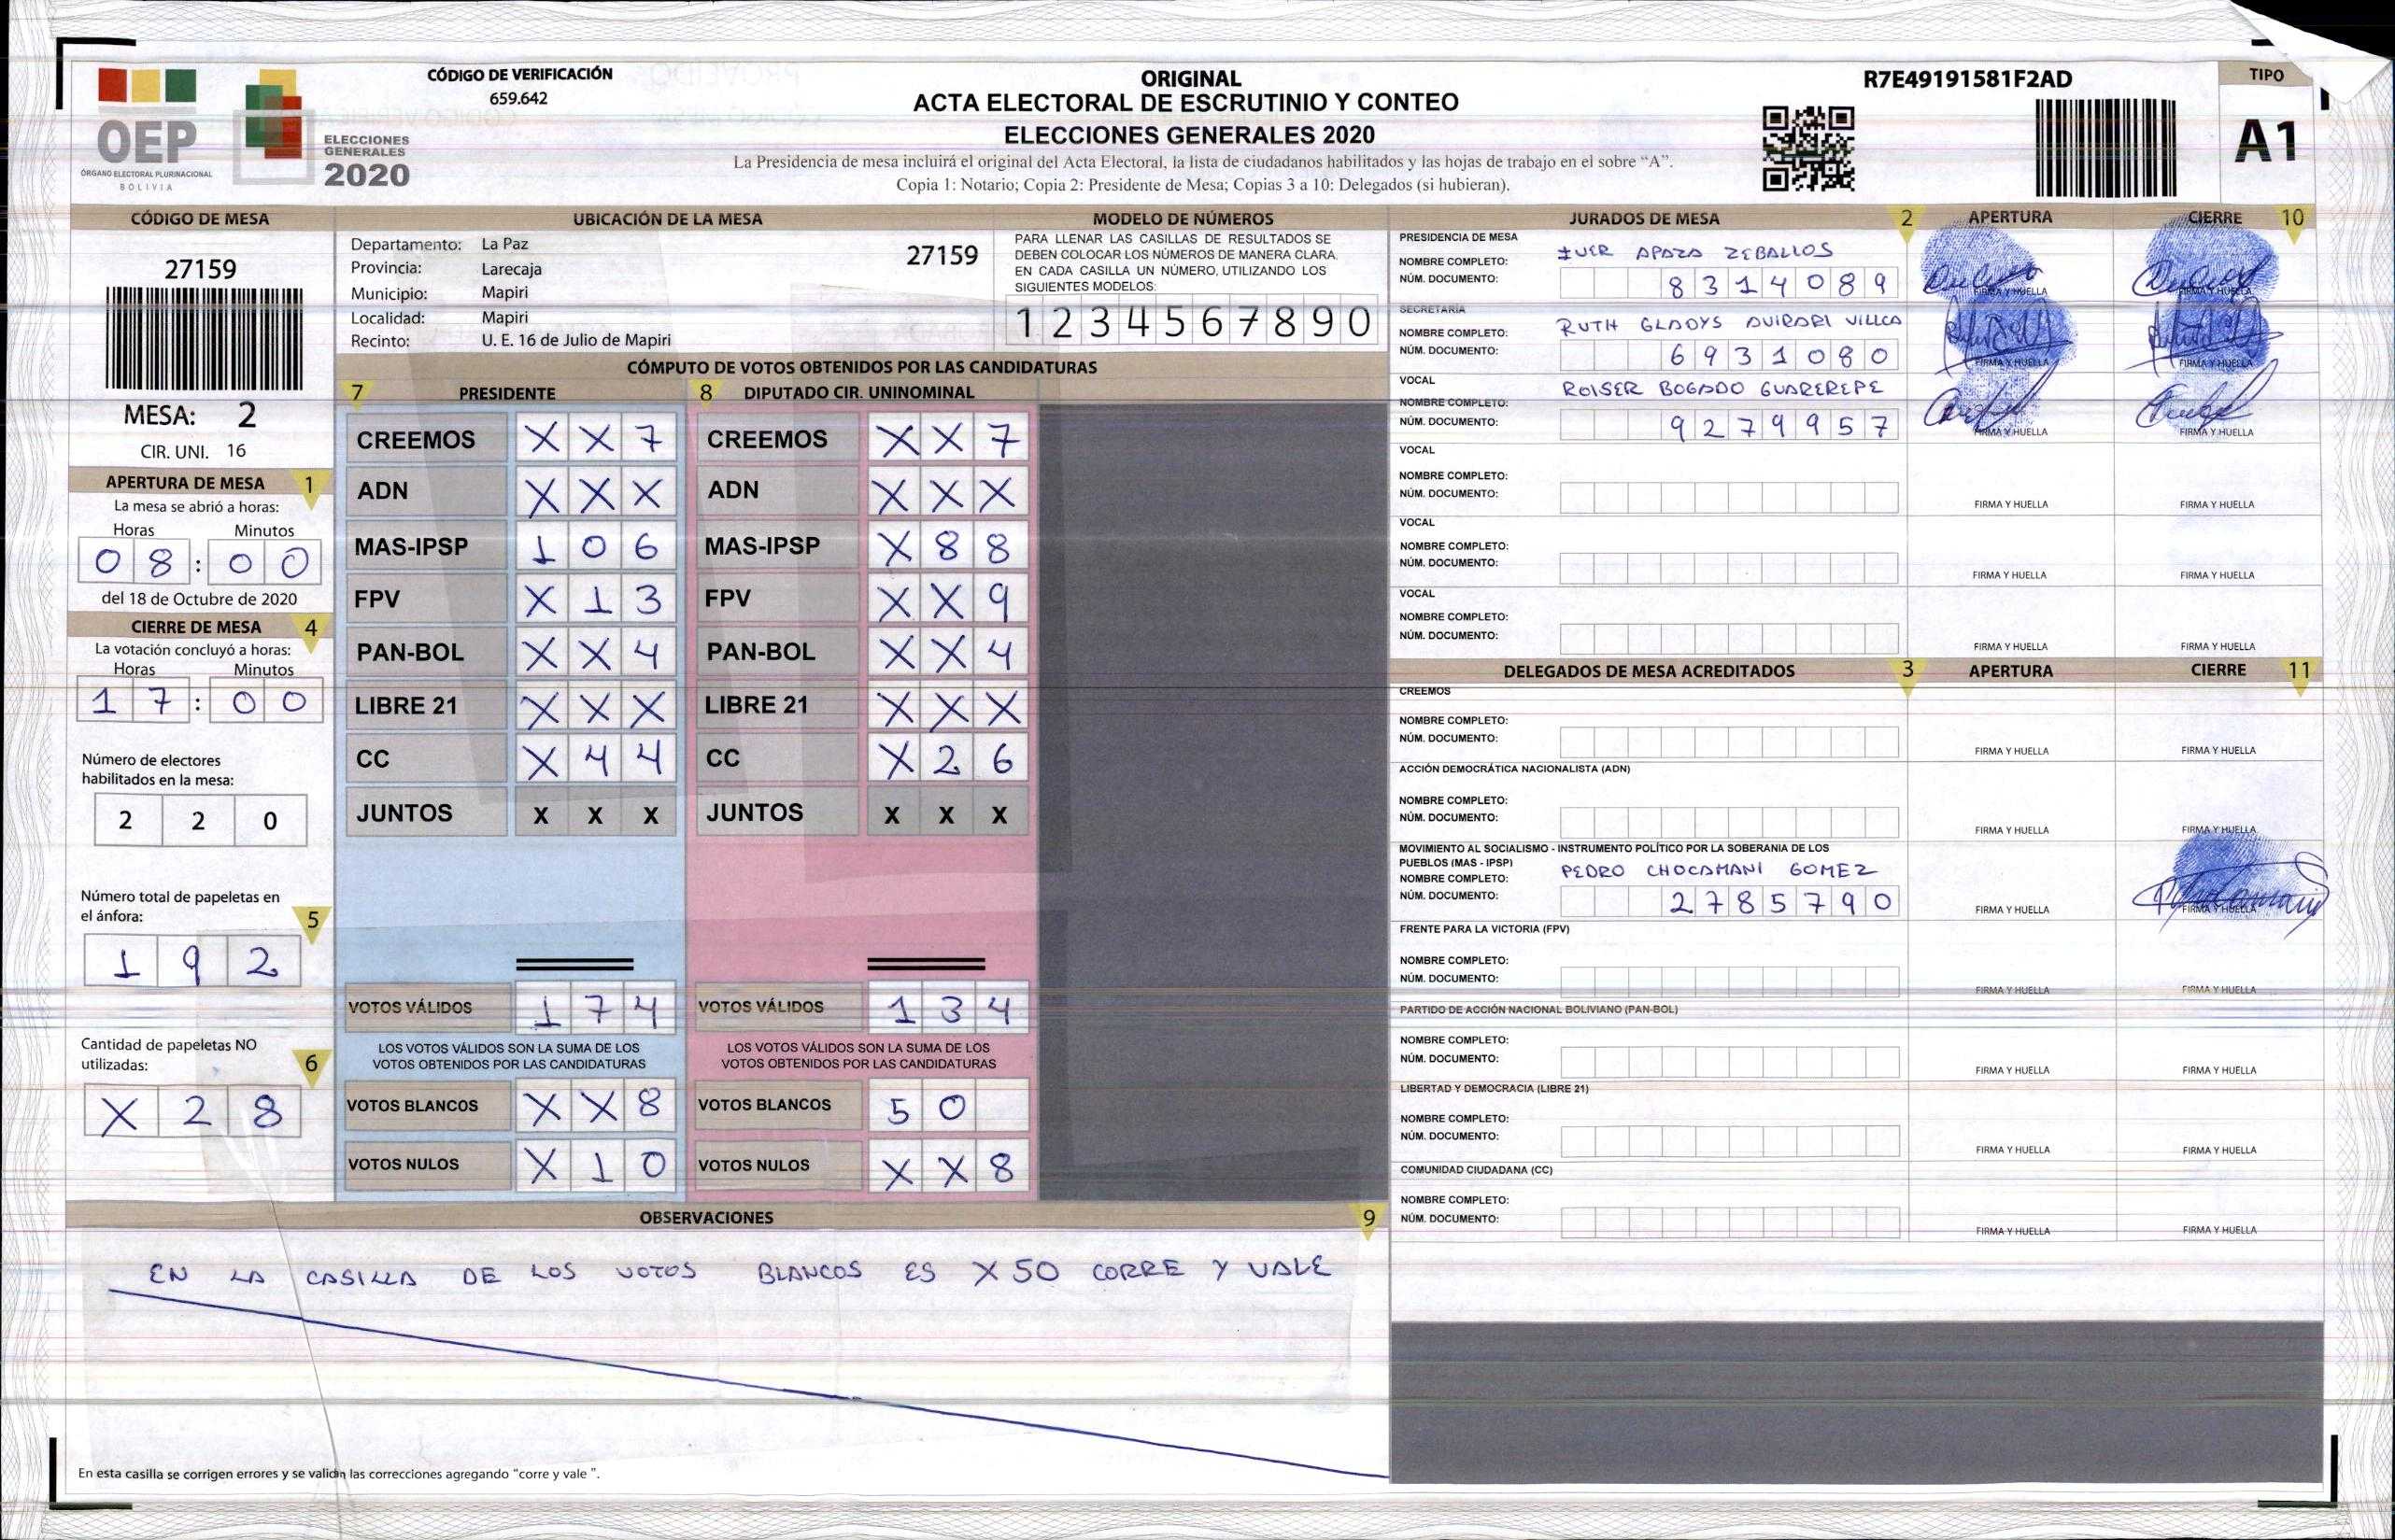 CÓDIGO DE VERIFICACIÓN
659.642
OEP
ÓRGANO ELECTORAL PLURINACIONAL
BOLIVIA
ELECCIONES
GENERALES
2020
ORIGINAL
ACTA ELECTORAL DE ESCRUTINIO Y CONTEO
ELECCIONES GENERALES 2020
La Presidencia de mesa incluirá el original del Acta Electoral, la lista de ciudadanos habilitados y las hojas de trabajo en el sobre “A”.
Copia 1: Notario; Copia 2: Presidente de Mesa; Copias 3 a 10: Delegados (si hubieran).
R7E49191581F2AD
TIPO
A1
CÓDIGO DE MESA
27159
MESA: 2
CIR. UNI. 16
APERTURA DE MESA 1
La mesa se abrió a horas:
Horas Minutos
08:00
del 18 de Octubre de 2020
CIERRE DE MESA 4
La votación concluyó a horas:
Horas Minutos
17:00
Número de electores
habilitados en la mesa:
2 2 0
Número total de papeletas en
el ánfora: 5
1 9 2
Cantidad de papeletas NO
utilizadas: 6
X 2 8
UBICACIÓN DE LA MESA
Departamento: La Paz 27159
Provincia: Larecaja
Municipio: Mapiri
Localidad: Mapiri
Recinto: U. E. 16 de Julio de Mapiri
MODELO DE NÚMEROS
PARA LLENAR LAS CASILLAS DE RESULTADOS SE
DEBEN COLOCAR LOS NÚMEROS DE MANERA CLARA.
EN CADA CASILLA UN NÚMERO, UTILIZANDO LOS
SIGUIENTES MODELOS:
1 2 3 4 5 6 7 8 9 0
CÓMPUTO DE VOTOS OBTENIDOS POR LAS CANDIDATURAS
7 PRESIDENTE
CREEMOS X X 7
ADN X X X
MAS-IPSP 1 0 6
FPV X 1 3
PAN-BOL X X 4
LIBRE 21 X X X
CC X 4 4
JUNTOS X X X
VOTOS VÁLIDOS 1 7 4
LOS VOTOS VÁLIDOS SON LA SUMA DE LOS
VOTOS OBTENIDOS POR LAS CANDIDATURAS
VOTOS BLANCOS X X 8
VOTOS NULOS X 1 0
8 DIPUTADO CIR. UNINOMINAL
CREEMOS X X 7
ADN X X X
MAS-IPSP X 8 8
FPV X X 9
PAN-BOL X X 4
LIBRE 21 X X X
CC X 2 6
JUNTOS X X X
VOTOS VÁLIDOS 1 3 4
LOS VOTOS VÁLIDOS SON LA SUMA DE LOS
VOTOS OBTENIDOS POR LAS CANDIDATURAS
VOTOS BLANCOS 5 0
VOTOS NULOS X X 8
OBSERVACIONES 9
EN LA CASILLA DE LOS VOTOS BLANCOS ES X50 CORRE Y VALE
En esta casilla se corrigen errores y se validan las correcciones agregando “corre y vale ”.
JURADOS DE MESA 2 APERTURA CIERRE 10
PRESIDENCIA DE MESA
NOMBRE COMPLETO: IVER APAZA ZEBALLOS
NÚM. DOCUMENTO: 8314089 FIRMA Y HUELLA FIRMA Y HUELLA
SECRETARÍA
NOMBRE COMPLETO: RUTH GLADYS AVIRARI VILLCA
NÚM. DOCUMENTO: 6931080 FIRMA Y HUELLA FIRMA Y HUELLA
VOCAL
NOMBRE COMPLETO: ROISER BOGADO GUAREREPE
NÚM. DOCUMENTO: 9279957 FIRMA Y HUELLA FIRMA Y HUELLA
VOCAL
NOMBRE COMPLETO:
NÚM. DOCUMENTO: FIRMA Y HUELLA FIRMA Y HUELLA
VOCAL
NOMBRE COMPLETO:
NÚM. DOCUMENTO: FIRMA Y HUELLA FIRMA Y HUELLA
VOCAL
NOMBRE COMPLETO:
NÚM. DOCUMENTO: FIRMA Y HUELLA FIRMA Y HUELLA
DELEGADOS DE MESA ACREDITADOS 3 APERTURA CIERRE 11
CREEMOS
NOMBRE COMPLETO:
NÚM. DOCUMENTO: FIRMA Y HUELLA FIRMA Y HUELLA
ACCIÓN DEMOCRÁTICA NACIONALISTA (ADN)
NOMBRE COMPLETO:
NÚM. DOCUMENTO: FIRMA Y HUELLA FIRMA Y HUELLA
MOVIMIENTO AL SOCIALISMO - INSTRUMENTO POLÍTICO POR LA SOBERANIA DE LOS
PUEBLOS (MAS - IPSP)
NOMBRE COMPLETO: PEDRO CHOCAMANI GOMEZ
NÚM. DOCUMENTO: 2785790 FIRMA Y HUELLA FIRMA Y HUELLA
FRENTE PARA LA VICTORIA (FPV)
NOMBRE COMPLETO:
NÚM. DOCUMENTO: FIRMA Y HUELLA FIRMA Y HUELLA
PARTIDO DE ACCIÓN NACIONAL BOLIVIANO (PAN-BOL)
NOMBRE COMPLETO:
NÚM. DOCUMENTO: FIRMA Y HUELLA FIRMA Y HUELLA
LIBERTAD Y DEMOCRACIA (LIBRE 21)
NOMBRE COMPLETO:
NÚM. DOCUMENTO: FIRMA Y HUELLA FIRMA Y HUELLA
COMUNIDAD CIUDADANA (CC)
NOMBRE COMPLETO:
NÚM. DOCUMENTO: FIRMA Y HUELLA FIRMA Y HUELLA